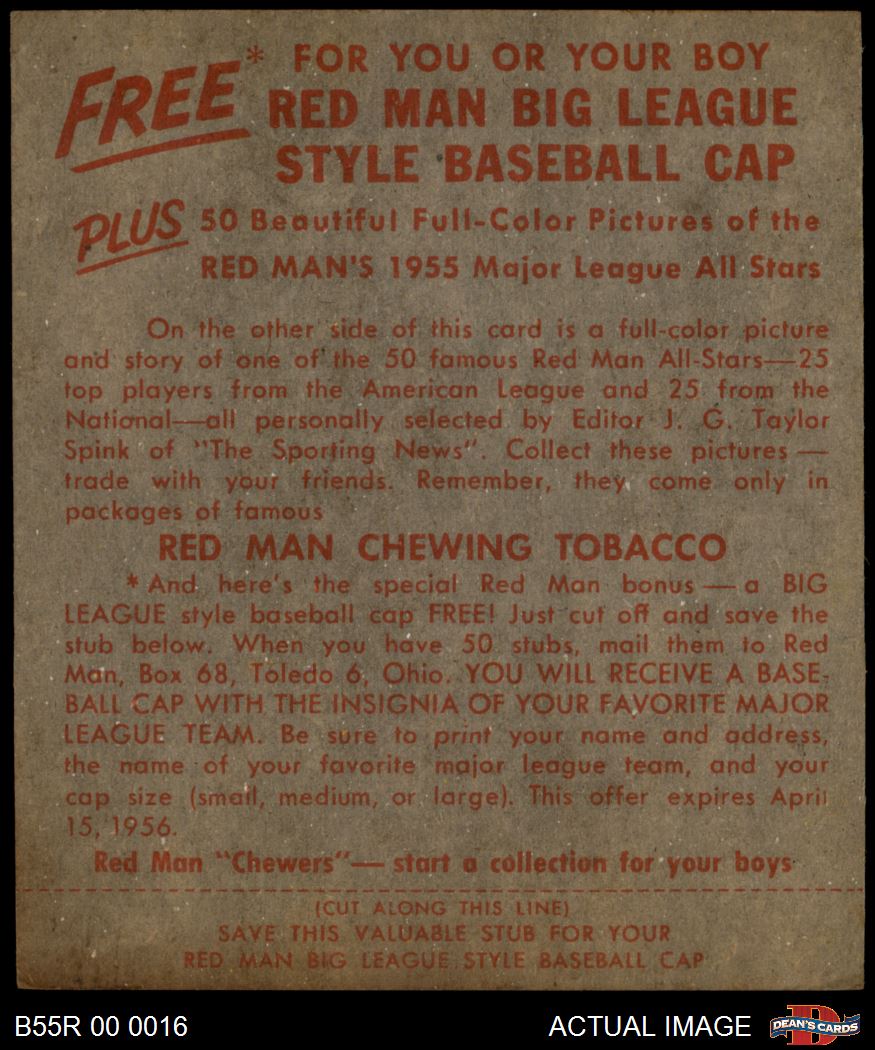 FREE* FOR YOU OR YOUR BOY
RED MAN BIG LEAGUE
STYLE BASEBALL CAP
PLUS 50 Beautiful Full-Color Pictures of the
RED MAN'S 1955 Major League All Stars
On the other side of this card is a full-color picture
and story of one of the 50 famous Red Man All-Stars—25
top players from the American League and 25 from the
National—all personally selected by Editor J. G. Taylor
Spink of "The Sporting News". Collect these pictures —
trade with your friends. Remember, they come only in
packages of famous
RED MAN CHEWING TOBACCO
* And here's the special Red Man bonus — a BIG
LEAGUE style baseball cap FREE! Just cut off and save the
stub below. When you have 50 stubs, mail them to Red
Man, Box 68, Toledo 6, Ohio. YOU WILL RECEIVE A BASE-
BALL CAP WITH THE INSIGNIA OF YOUR FAVORITE MAJOR
LEAGUE TEAM. Be sure to print your name and address,
the name of your favorite major league team, and your
cap size (small, medium, or large). This offer expires April
15, 1956.
Red Man "Chewers"— start a collection for your boys
(CUT ALONG THIS LINE)
SAVE THIS VALUABLE STUB FOR YOUR
RED MAN BIG LEAGUE STYLE BASEBALL CAP
B55R 00 0016
ACTUAL IMAGE
DEAN'S CARDS